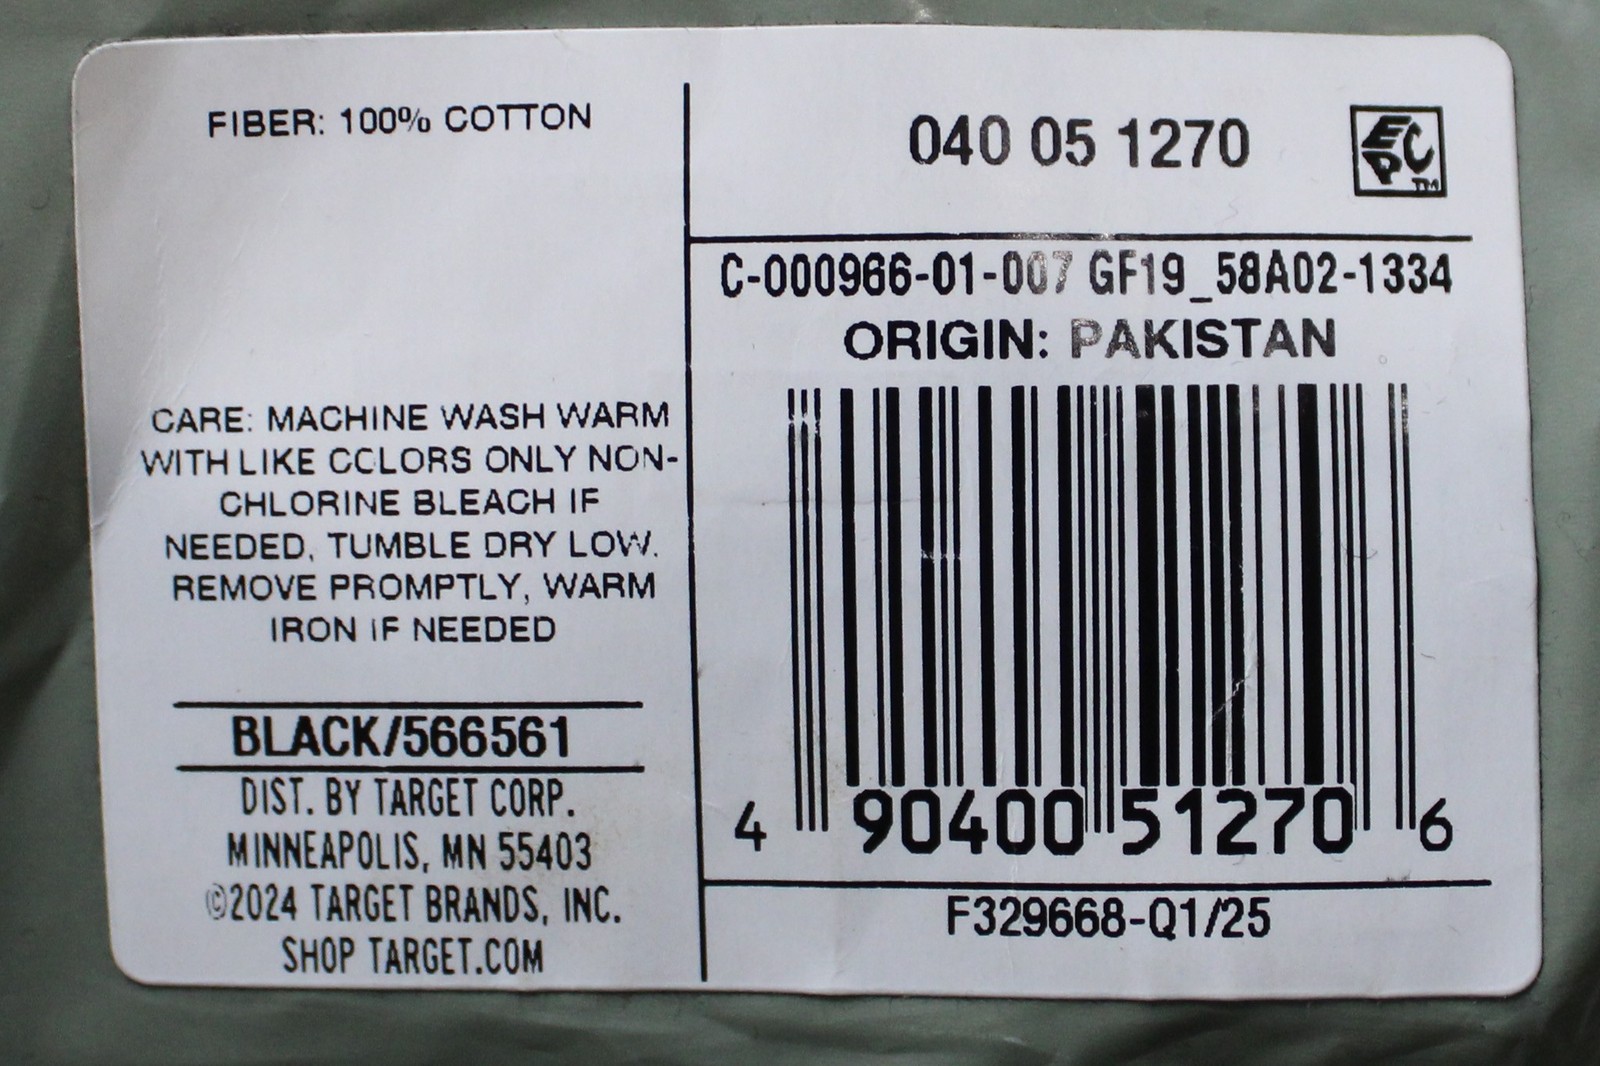 FIBER: 100% COTTON
CARE: MACHINE WASH WARM
WITH LIKE COLORS ONLY NON-
CHLORINE BLEACH IF
NEEDED, TUMBLE DRY LOW.
REMOVE PROMPTLY, WARM
IRON IF NEEDED
BLACK/566561
DIST. BY TARGET CORP.
MINNEAPOLIS, MN 55403
©2024 TARGET BRANDS, INC.
SHOP TARGET.COM
040 05 1270
EPC™
C-000966-01-007 GF19_58A02-1334
ORIGIN: PAKISTAN
4 90400 51270 6
F329668-Q1/25